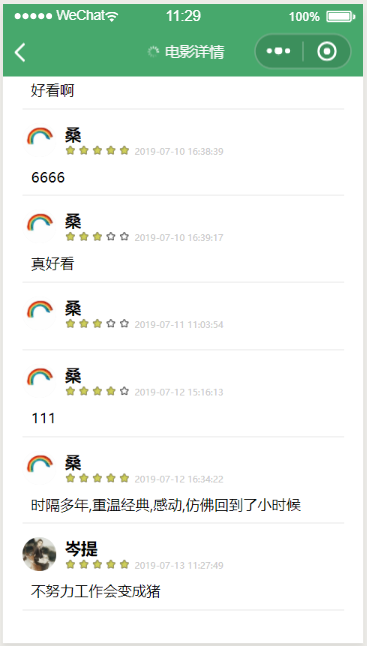 WeChat 11:29 100%
电影详情
好看啊
桑
2019-07-10 16:38:39
6666
桑
2019-07-10 16:39:17
真好看
桑
2019-07-11 11:03:54
桑
2019-07-12 15:16:13
111
桑
2019-07-12 16:34:22
时隔多年,重温经典,感动,仿佛回到了小时候
岑提
2019-07-13 11:27:49
不努力工作会变成猪